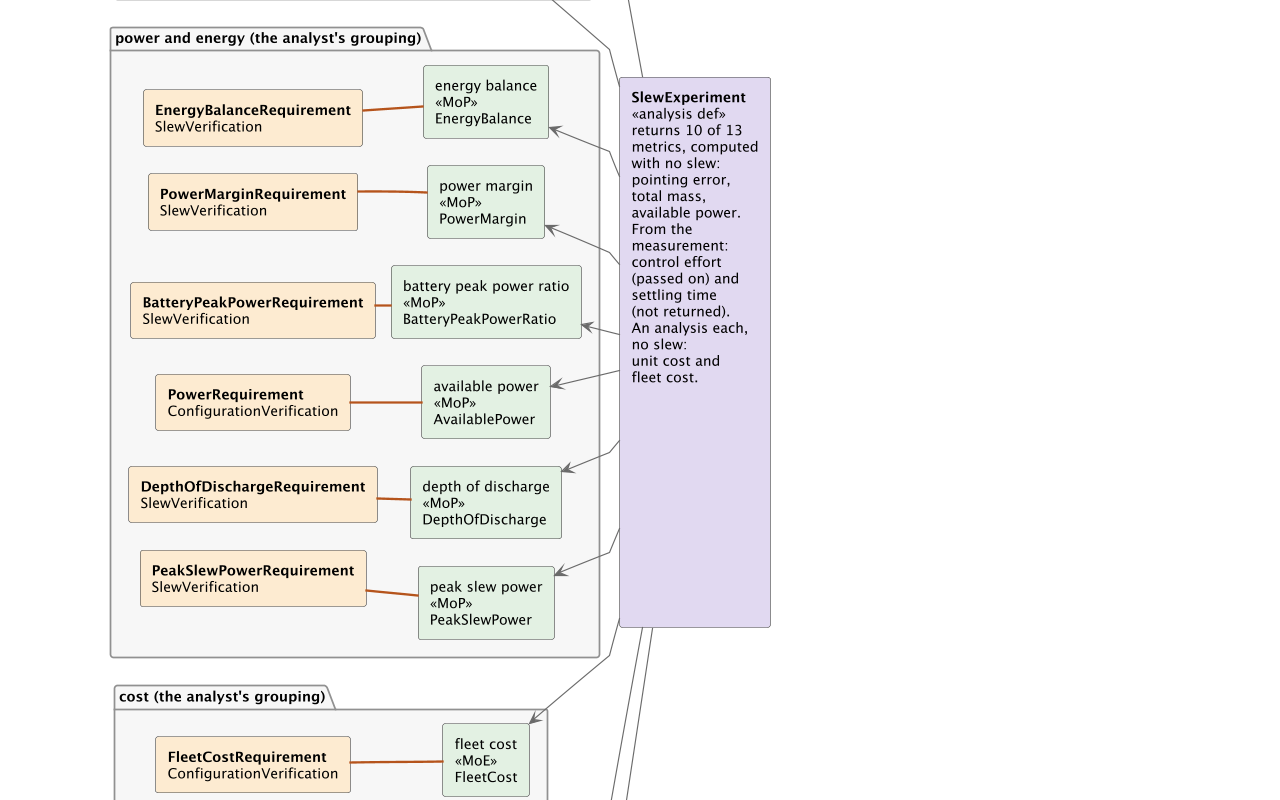 power and energy (the analyst's grouping)
EnergyBalanceRequirement
SlewVerification
energy balance
«MoP»
EnergyBalance
PowerMarginRequirement
SlewVerification
power margin
«MoP»
PowerMargin
BatteryPeakPowerRequirement
SlewVerification
battery peak power ratio
«MoP»
BatteryPeakPowerRatio
PowerRequirement
ConfigurationVerification
available power
«MoP»
AvailablePower
DepthOfDischargeRequirement
SlewVerification
depth of discharge
«MoP»
DepthOfDischarge
PeakSlewPowerRequirement
SlewVerification
peak slew power
«MoP»
PeakSlewPower
SlewExperiment
«analysis def»
returns 10 of 13
metrics, computed
with no slew:
pointing error,
total mass,
available power.
From the
measurement:
control effort
(passed on) and
settling time
(not returned).
An analysis each,
no slew:
unit cost and
fleet cost.
cost (the analyst's grouping)
FleetCostRequirement
ConfigurationVerification
fleet cost
«MoE»
FleetCost